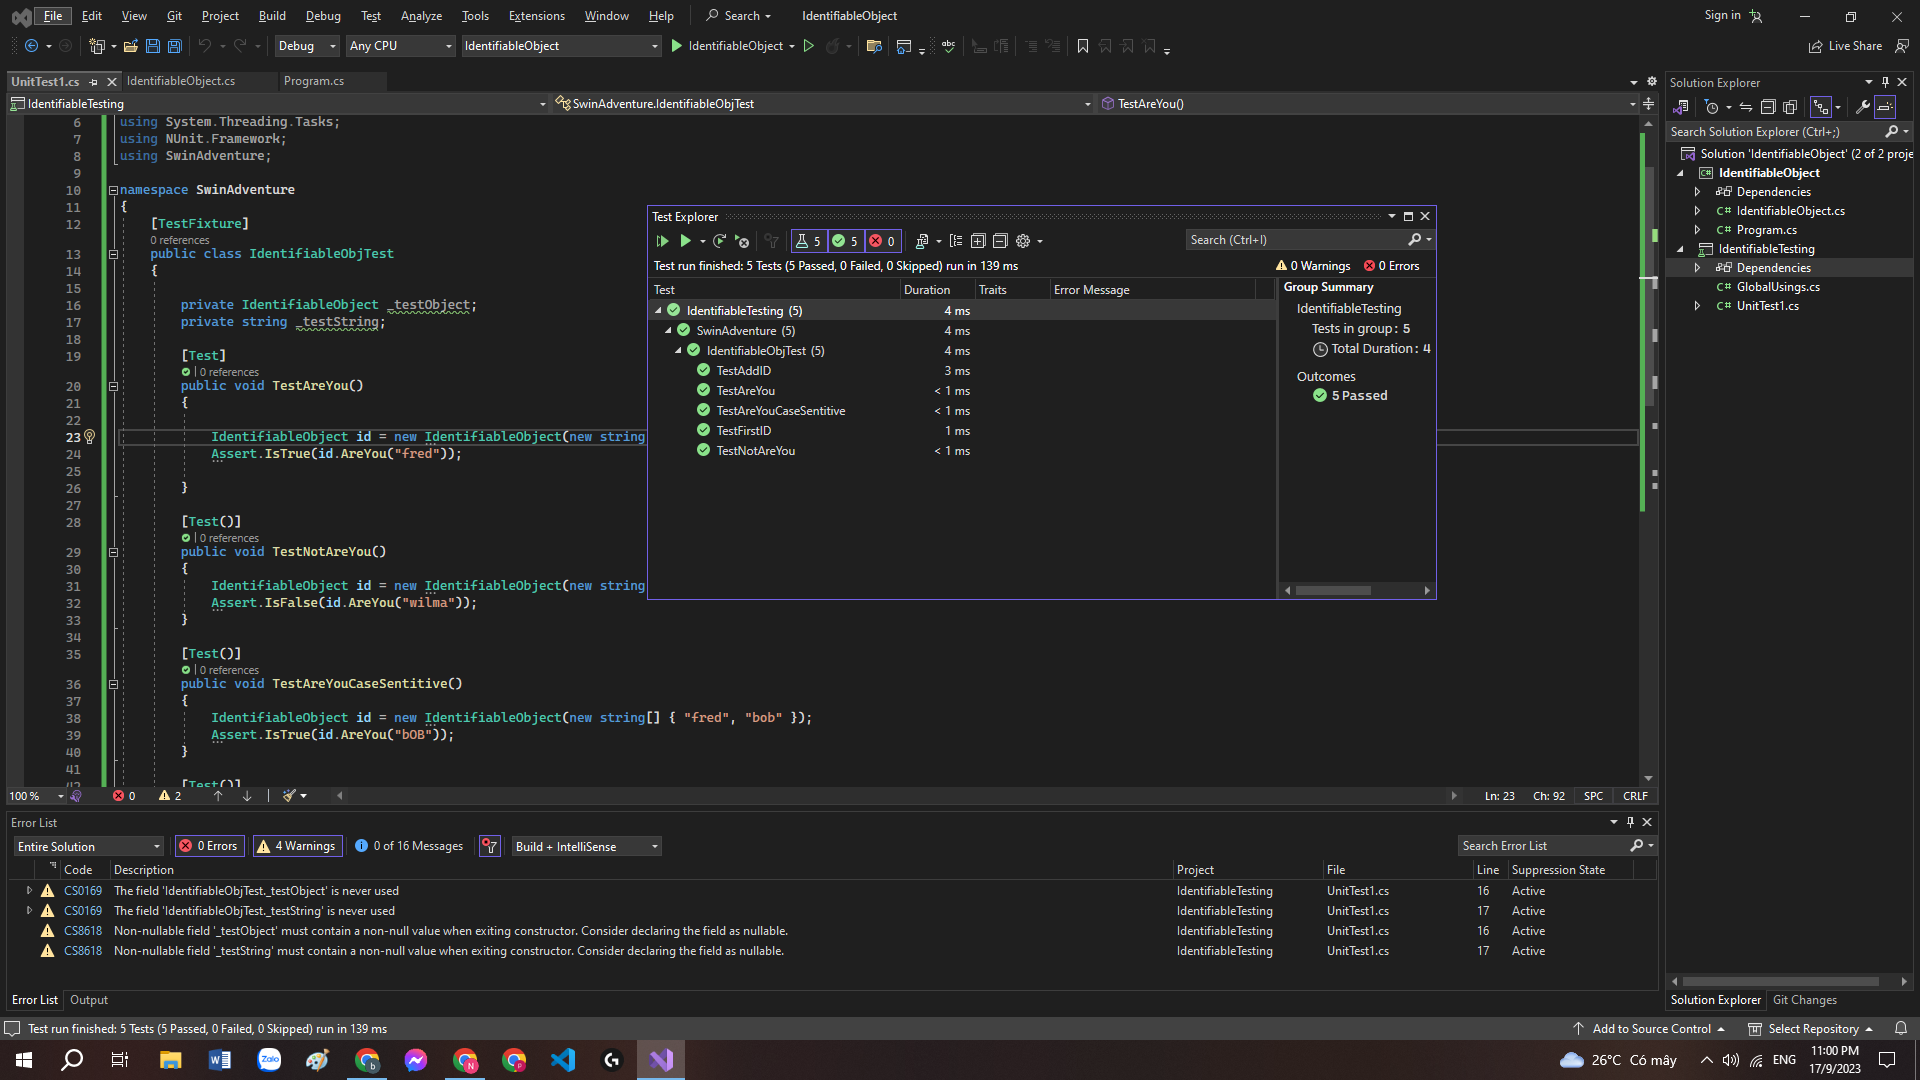 File Edit View Git Project Build Debug Test Analyze Tools Extensions Window Help Search IdentifiableObject Sign in
Debug Any CPU IdentifiableObject IdentifiableObject Live Share
UnitTest1.cs IdentifiableObject.cs Program.cs
IdentifiableTesting SwinAdventure.IdentifiableObjTest TestAreYou()
6 using System.Threading.Tasks;
7 using NUnit.Framework;
8 using SwinAdventure;
9
10 namespace SwinAdventure
11 {
12 [TestFixture]
0 references
13 public class IdentifiableObjTest
14 {
15
16 private IdentifiableObject _testObject;
17 private string _testString;
18
19 [Test]
0 references
20 public void TestAreYou()
21 {
22
23 IdentifiableObject id = new IdentifiableObject(new string
24 Assert.IsTrue(id.AreYou("fred"));
25
26 }
27
28 [Test()]
0 references
29 public void TestNotAreYou()
30 {
31 IdentifiableObject id = new IdentifiableObject(new string
32 Assert.IsFalse(id.AreYou("wilma"));
33 }
34
35 [Test()]
0 references
36 public void TestAreYouCaseSentitive()
37 {
38 IdentifiableObject id = new IdentifiableObject(new string[] { "fred", "bob" });
39 Assert.IsTrue(id.AreYou("bOB"));
40 }
41
42 [Test()]
100 % 0 2 Ln: 23 Ch: 92 SPC CRLF
Test Explorer
5 5 0 Search (Ctrl+I)
Test run finished: 5 Tests (5 Passed, 0 Failed, 0 Skipped) run in 139 ms 0 Warnings 0 Errors
Test Duration Traits Error Message
IdentifiableTesting (5) 4 ms
SwinAdventure (5) 4 ms
IdentifiableObjTest (5) 4 ms
TestAddID 3 ms
TestAreYou < 1 ms
TestAreYouCaseSentitive < 1 ms
TestFirstID 1 ms
TestNotAreYou < 1 ms
Group Summary
IdentifiableTesting
Tests in group: 5
Total Duration: 4
Outcomes
5 Passed
Solution Explorer
Search Solution Explorer (Ctrl+;)
Solution 'IdentifiableObject' (2 of 2 proje
C# IdentifiableObject
Dependencies
C# IdentifiableObject.cs
C# Program.cs
IdentifiableTesting
Dependencies
C# GlobalUsings.cs
C# UnitTest1.cs
Solution Explorer Git Changes
Error List
Entire Solution 0 Errors 4 Warnings 0 of 16 Messages Build + IntelliSense Search Error List
Code Description Project File Line Suppression State
CS0169 The field 'IdentifiableObjTest._testObject' is never used IdentifiableTesting UnitTest1.cs 16 Active
CS0169 The field 'IdentifiableObjTest._testString' is never used IdentifiableTesting UnitTest1.cs 17 Active
CS8618 Non-nullable field '_testObject' must contain a non-null value when exiting constructor. Consider declaring the field as nullable. IdentifiableTesting UnitTest1.cs 16 Active
CS8618 Non-nullable field '_testString' must contain a non-null value when exiting constructor. Consider declaring the field as nullable. IdentifiableTesting UnitTest1.cs 17 Active
Error List Output
Test run finished: 5 Tests (5 Passed, 0 Failed, 0 Skipped) run in 139 ms Add to Source Control Select Repository
Zalo 26°C Có mây ENG 11:00 PM
17/9/2023